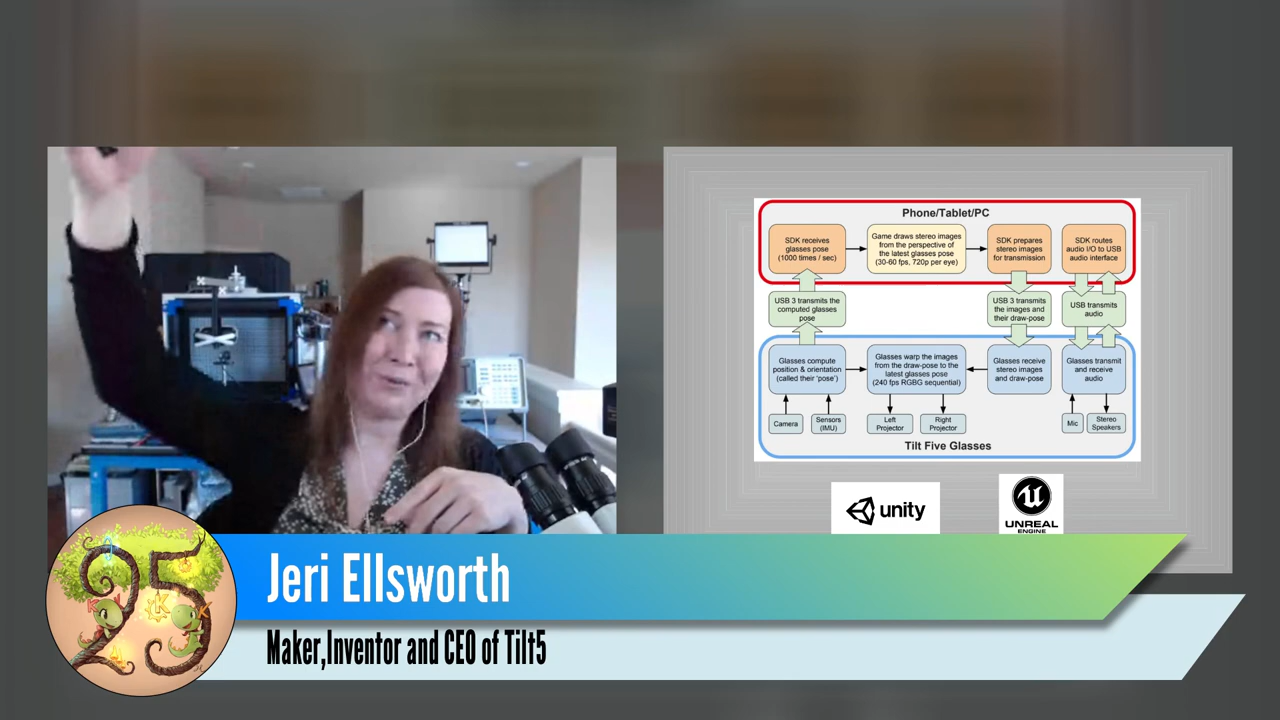 Phone/Tablet/PC
SDK receives
glasses pose
(1000 times / sec)
Game draws stereo images
from the perspective of
the latest glasses pose
(30-60 fps, 720p per eye)
SDK prepares
stereo images
for transmission
SDK routes
audio I/O to USB
audio interface
USB 3 transmits the
computed glasses
pose
USB 3 transmits
the images and
their draw-pose
USB transmits
audio
Glasses compute
position & orientation
(called their 'pose')
Glasses warp the images
from the draw-pose to the
latest glasses pose
(240 fps RGBG sequential)
Glasses receive
stereo images
and draw-pose
Glasses transmit
and receive
audio
Camera
Sensors
(IMU)
Left
Projector
Right
Projector
Mic
Stereo
Speakers
Tilt Five Glasses
unity
UNREAL
ENGINE
25
Jeri Ellsworth
Maker,Inventor and CEO of Tilt5